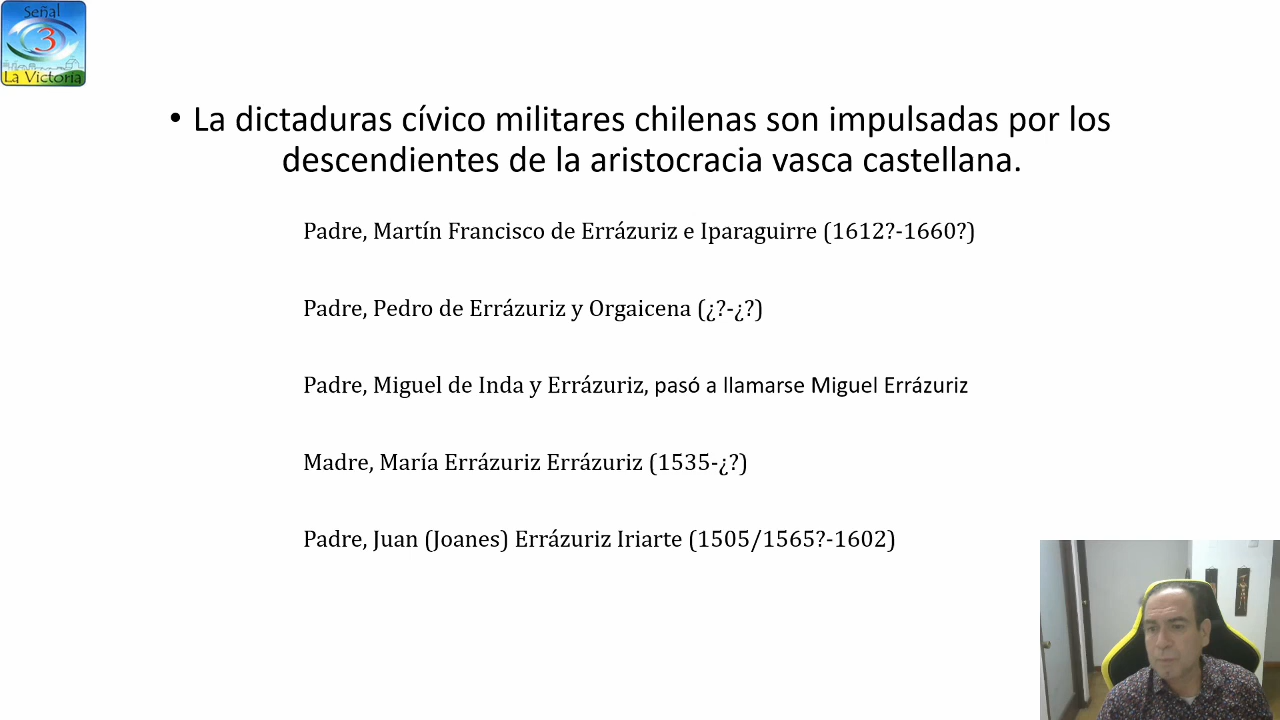 Señal
3
La Victoria
• La dictaduras cívico militares chilenas son impulsadas por los
descendientes de la aristocracia vasca castellana.
Padre, Martín Francisco de Errázuriz e Iparaguirre (1612?-1660?)
Padre, Pedro de Errázuriz y Orgaicena (¿?-¿?)
Padre, Miguel de Inda y Errázuriz, pasó a llamarse Miguel Errázuriz
Madre, María Errázuriz Errázuriz (1535-¿?)
Padre, Juan (Joanes) Errázuriz Iriarte (1505/1565?-1602)